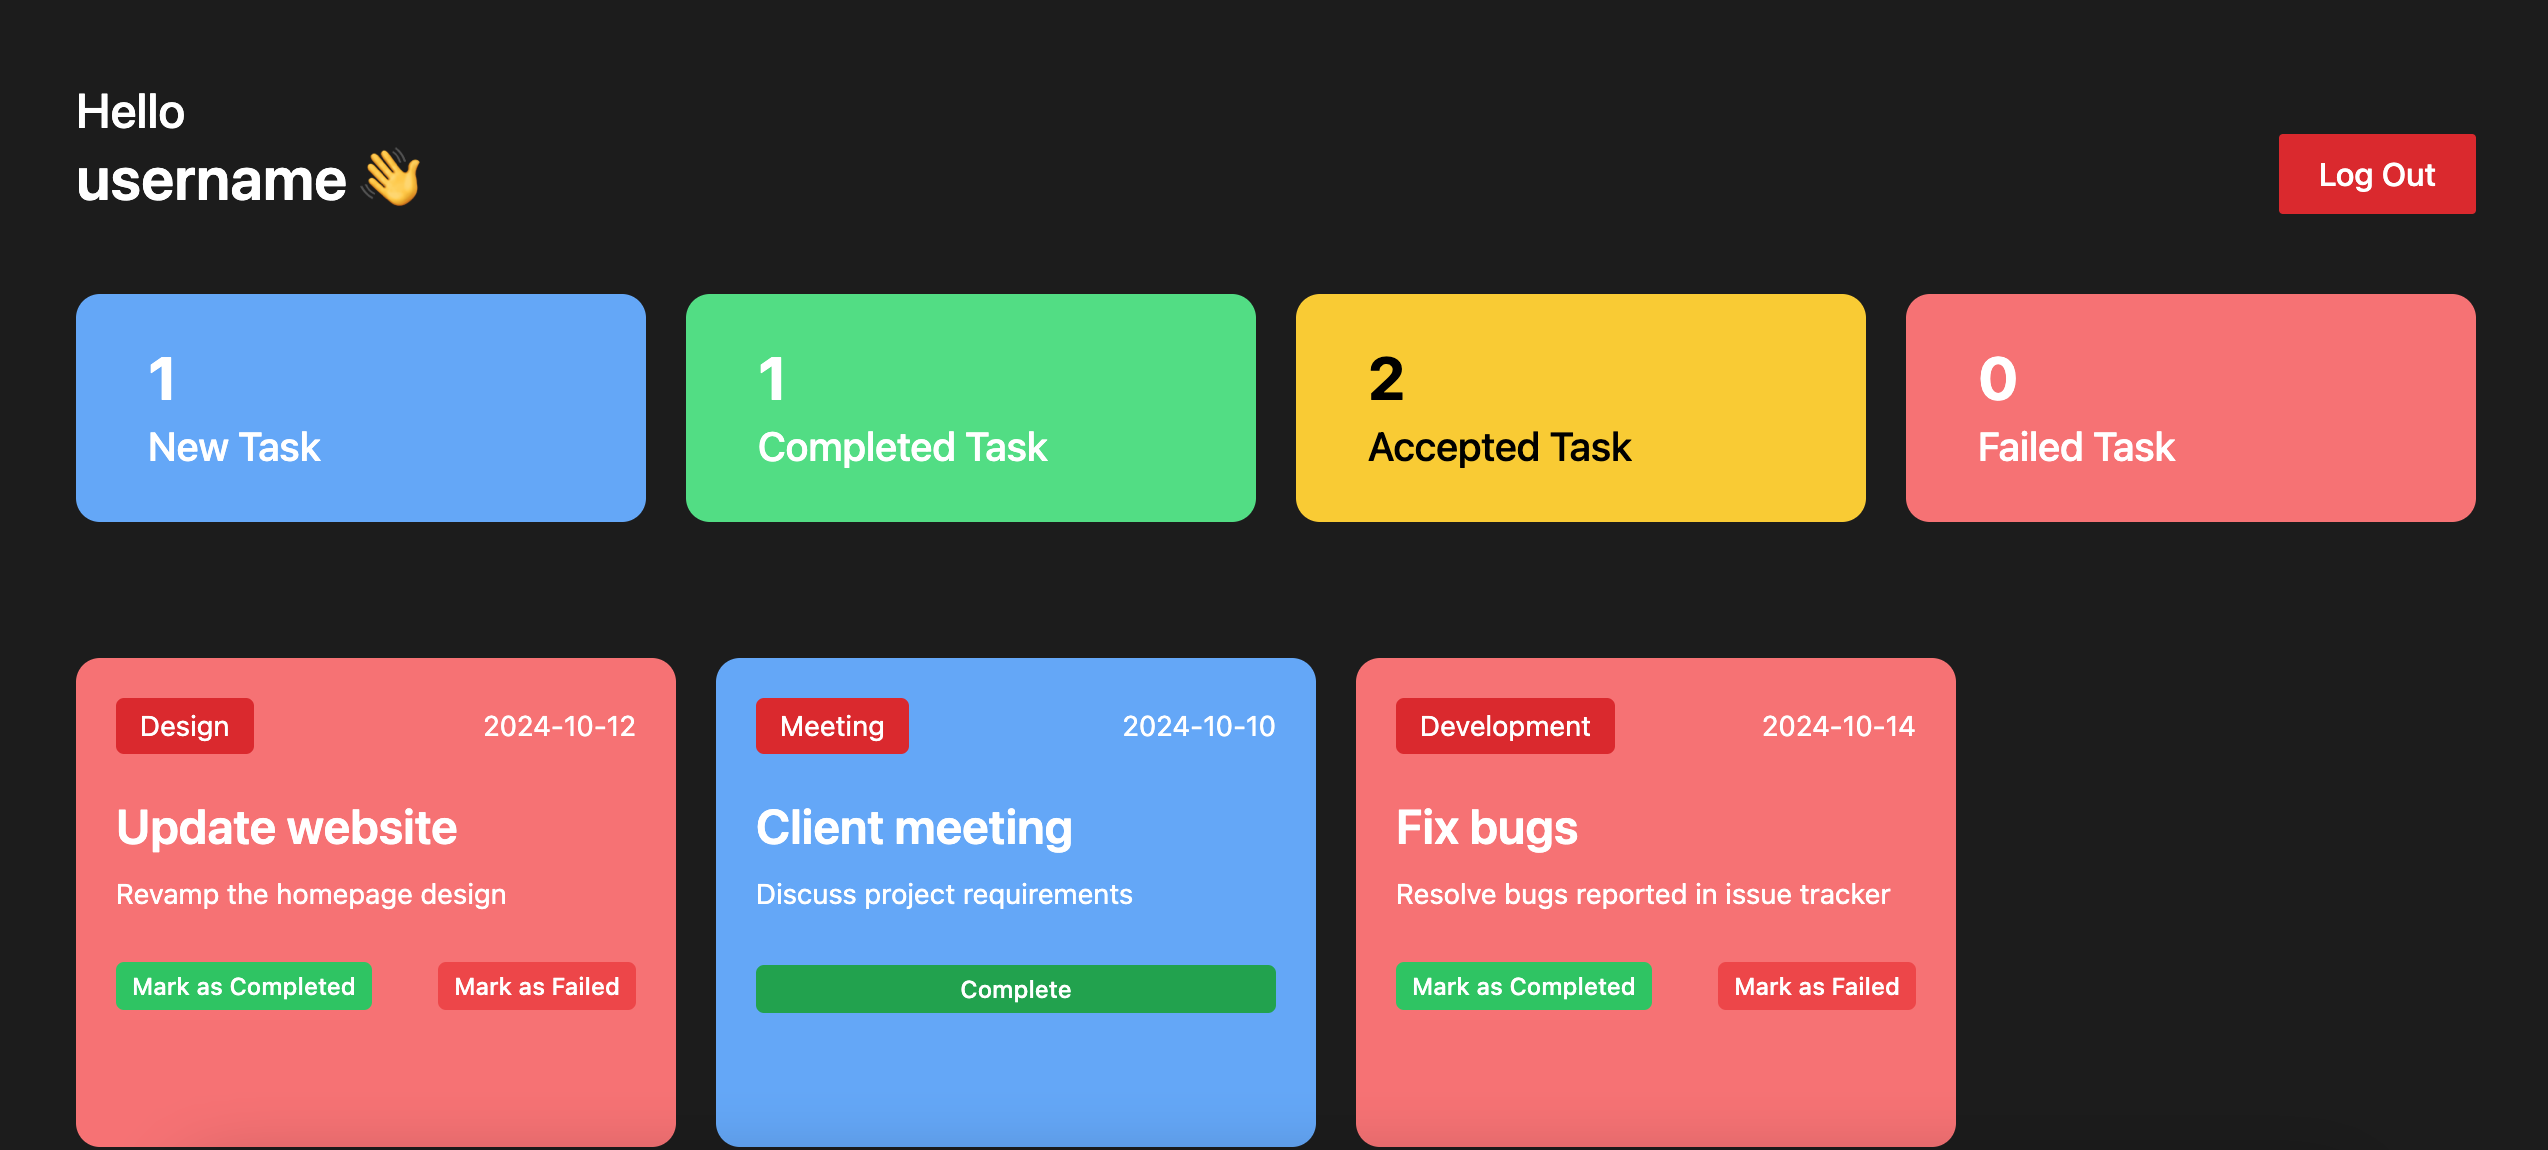 Hello
username 👋
Log Out
1
New Task
1
Completed Task
2
Accepted Task
0
Failed Task
Design
2024-10-12
Update website
Revamp the homepage design
Mark as Completed
Mark as Failed
Meeting
2024-10-10
Client meeting
Discuss project requirements
Complete
Development
2024-10-14
Fix bugs
Resolve bugs reported in issue tracker
Mark as Completed
Mark as Failed